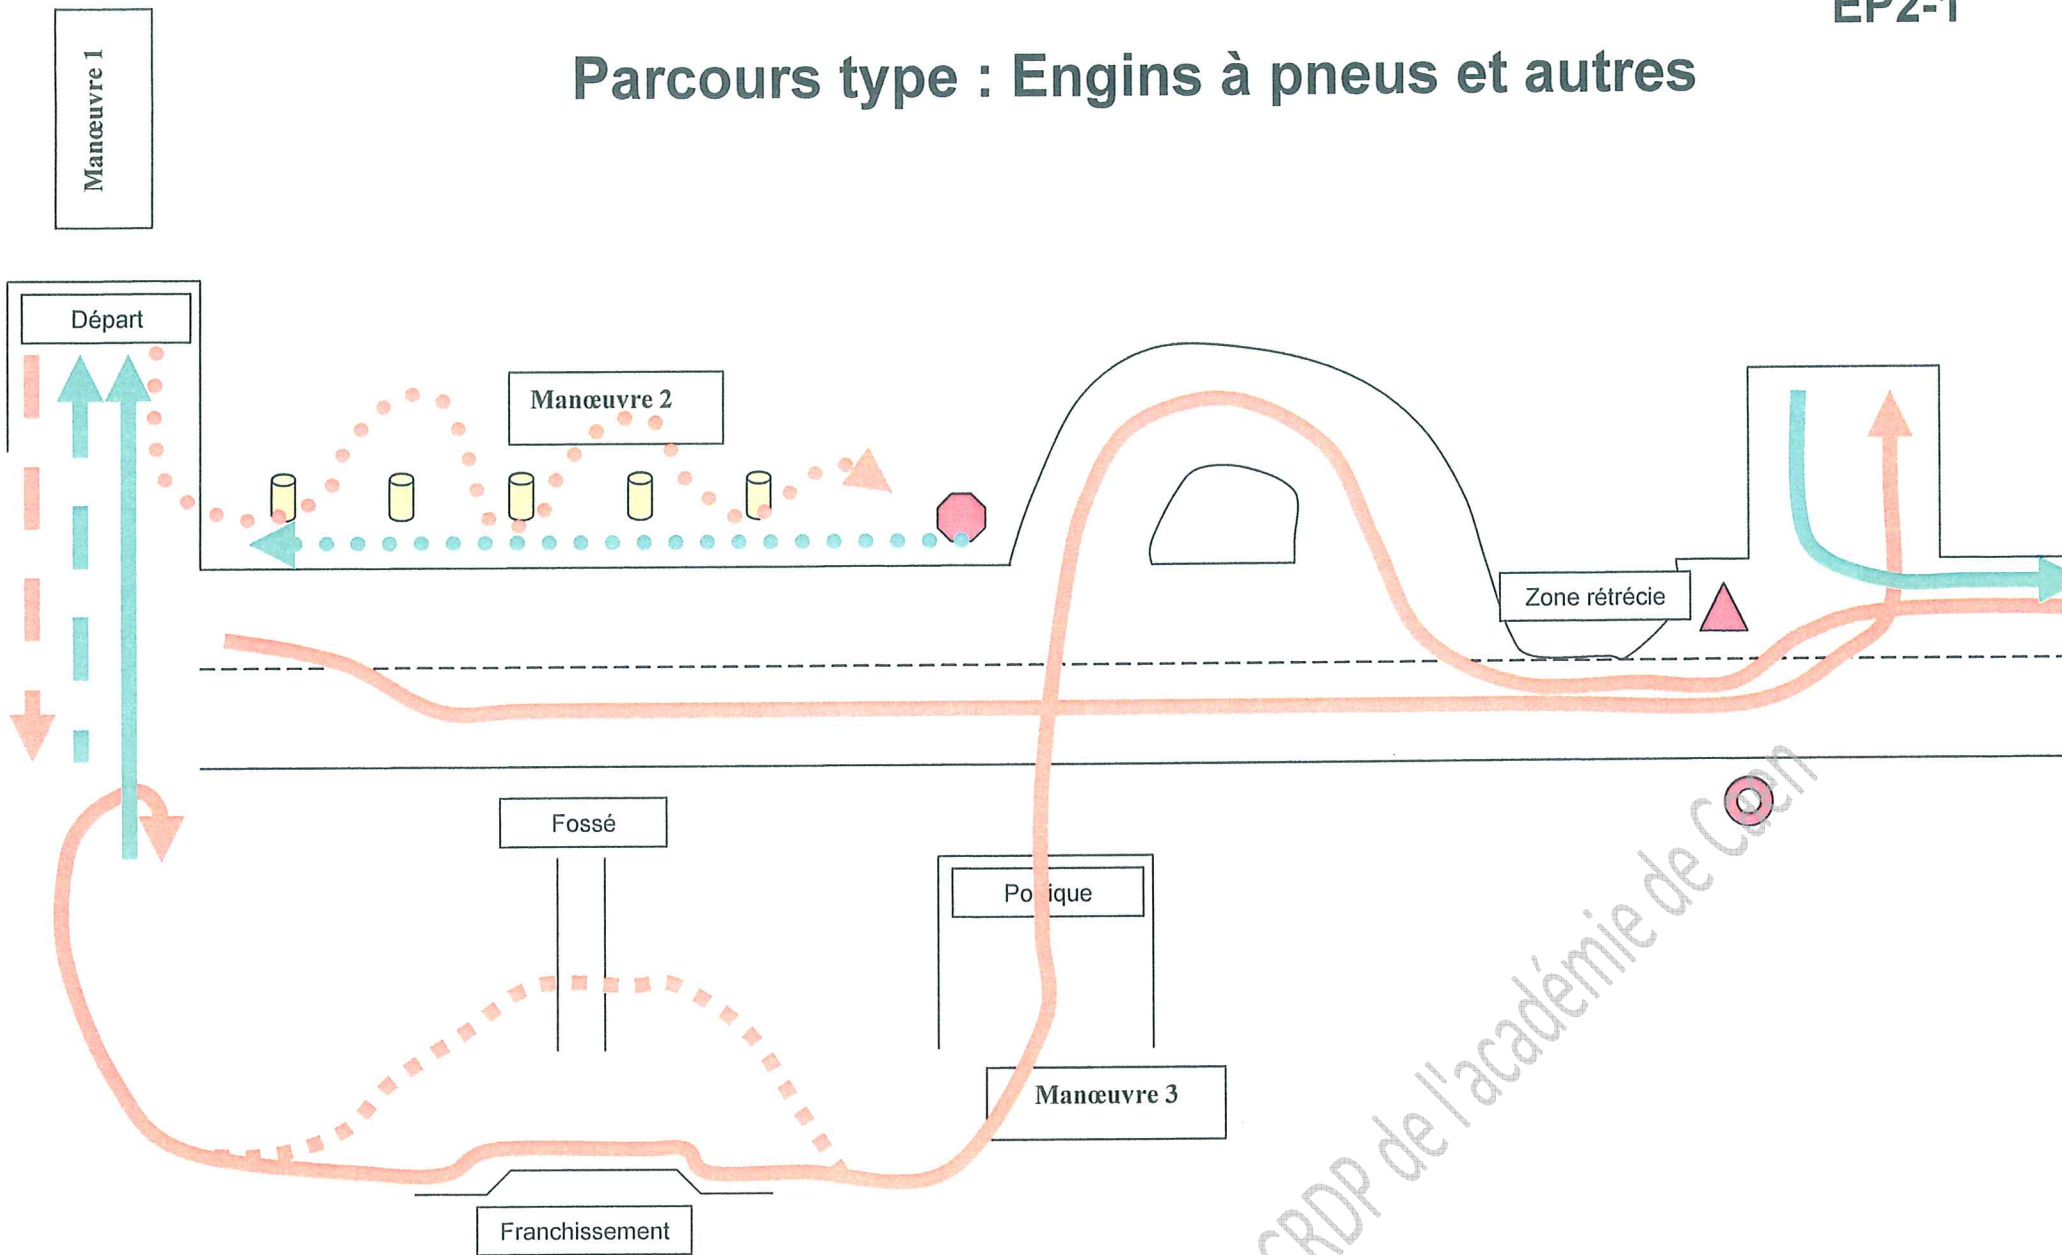 EP2-1
Parcours type : Engins à pneus et autres
Manœuvre 1
Départ
Manœuvre 2
Zone rétrécie
Fossé
Manœuvre 3
Franchissement
CRDP de l'académie de Caen